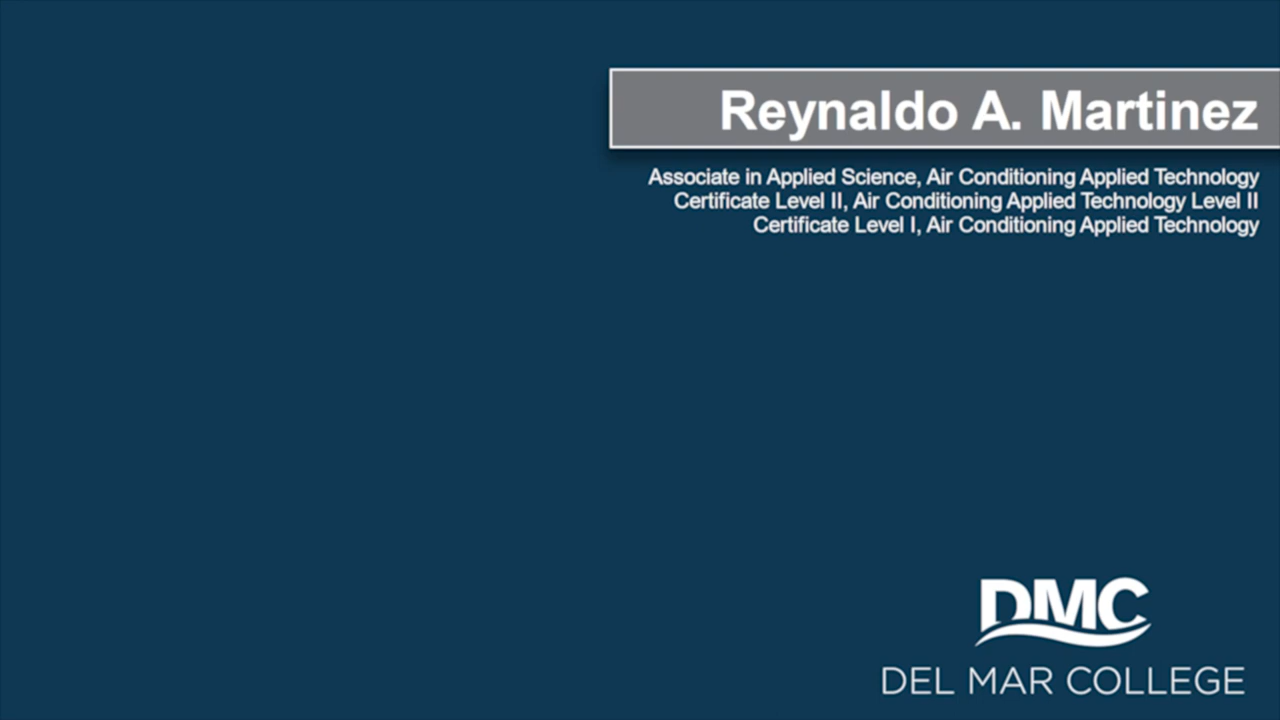 Reynaldo A. Martinez
Associate in Applied Science, Air Conditioning Applied Technology
Certificate Level II, Air Conditioning Applied Technology Level II
Certificate Level I, Air Conditioning Applied Technology
DMC
DEL MAR COLLEGE